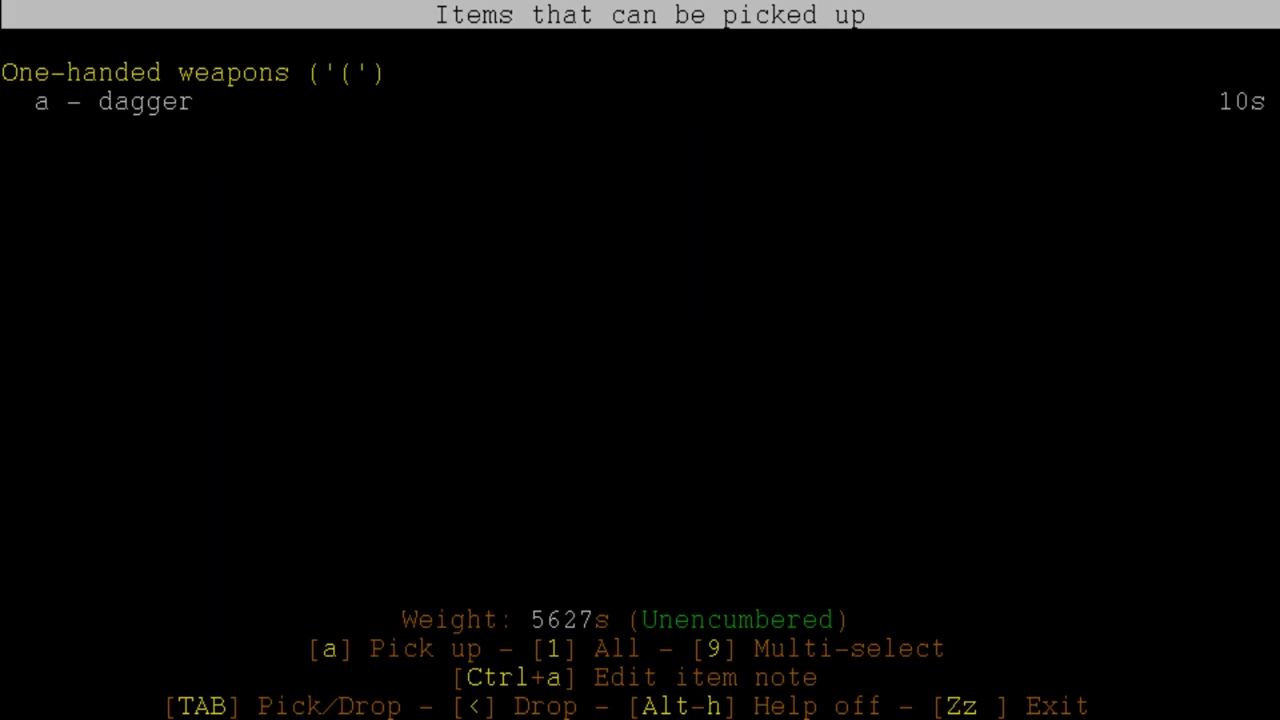 Items that can be picked up
One-handed weapons ('(')
a - dagger 10s
Weight: 5627s (Unencumbered)
[a] Pick up - [1] All - [9] Multi-select
[Ctrl+a] Edit item note
[TAB] Pick/Drop - [<] Drop - [Alt-h] Help off - [Zz ] Exit